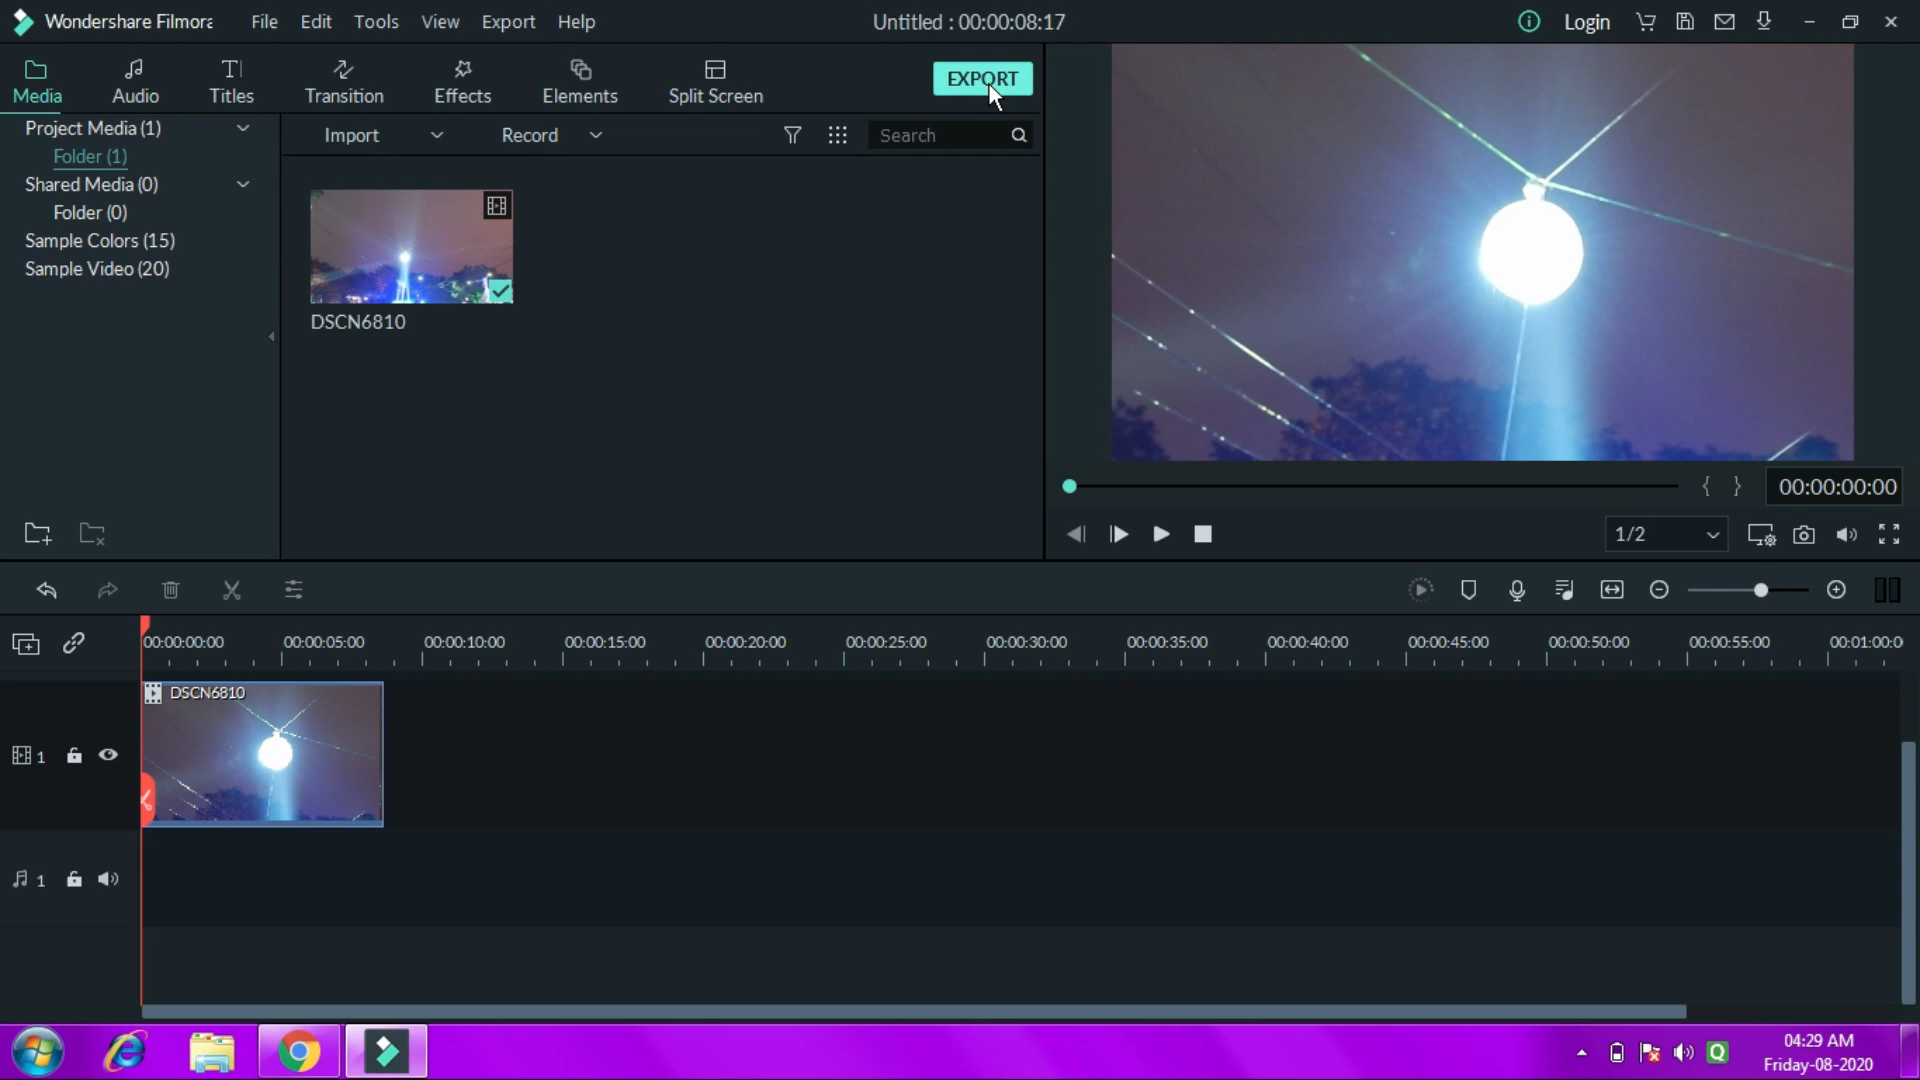 Wondershare Filmora
File Edit Tools View Export Help
Untitled : 00:00:08:17
Login
Media Audio Titles Transition Effects Elements Split Screen
EXPORT
Project Media (1)
Folder (1)
Shared Media (0)
Folder (0)
Sample Colors (15)
Sample Video (20)
Import Record Search
DSCN6810
{ } 00:00:00:00
1/2
00:00:00:00 00:00:05:00 00:00:10:00 00:00:15:00 00:00:20:00 00:00:25:00 00:00:30:00 00:00:35:00 00:00:40:00 00:00:45:00 00:00:50:00 00:00:55:00 00:01:00:0
DSCN6810
1
1
04:29 AM
Friday-08-2020